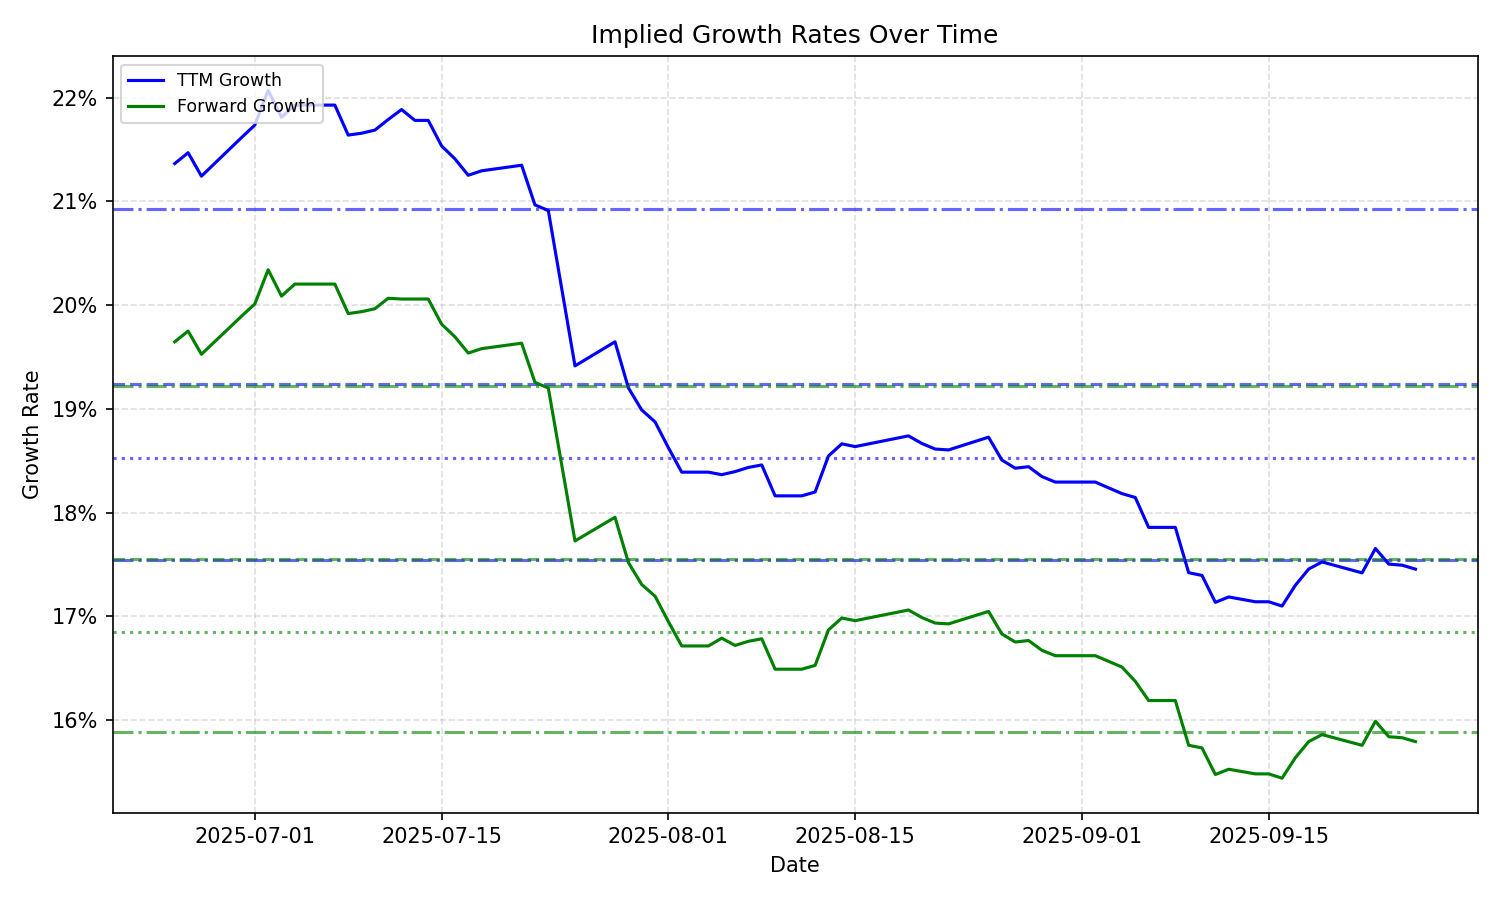 Implied Growth Rates Over Time
TTM Growth
Forward Growth
22%
21%
20%
19%
18%
17%
16%
Growth Rate
2025-07-01
2025-07-15
2025-08-01
2025-08-15
2025-09-01
2025-09-15
Date